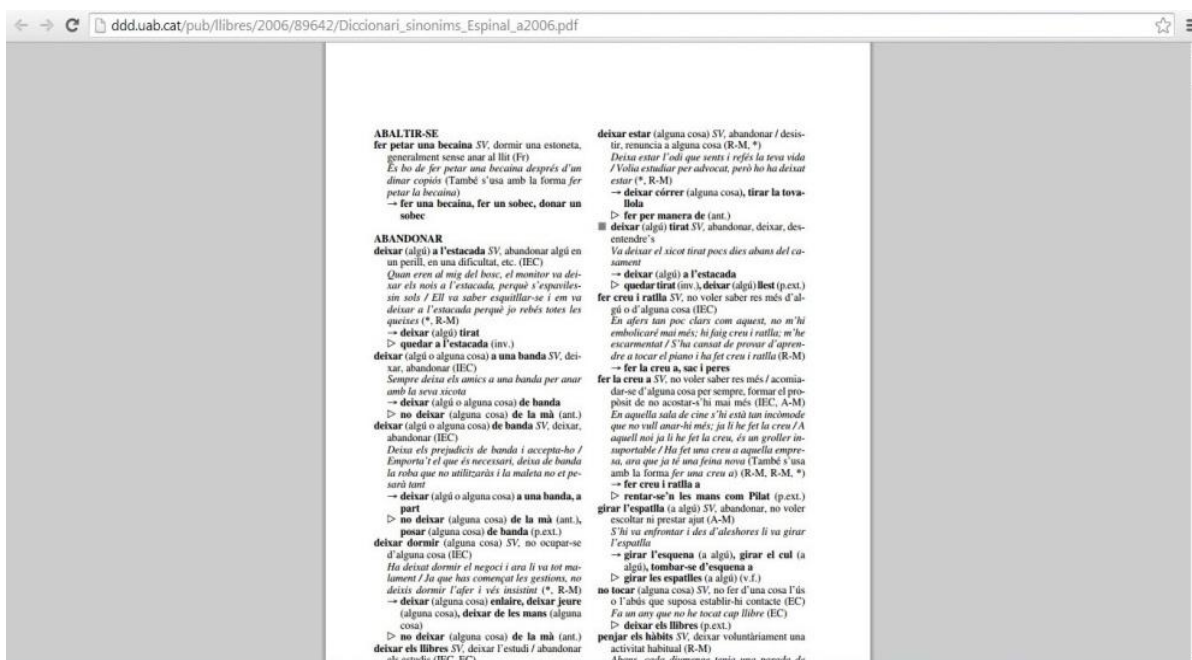 ddd.uab.cat/pub/llibres/2006/89642/Diccionari_sinonims_Espinal_a2006.pdf
ABALTIR-SE
fer petar una becaina SV, dormir una estoneta,
generalment sense anar al llit (Fr)
És bo de fer petar una becaina després d'un
dinar copiós (També s'usa amb la forma fer
petar la becaina)
→ fer una becaina, fer un sobec, donar un
sobec
ABANDONAR
deixar (algú) a l'estacada SV, abandonar algú en
un perill, en una dificultat, etc. (IEC)
Quan eren al mig del bosc, el monitor va dei-
xar els nois a l'estacada, perquè s'espaviles-
sin sols / Ell va saber esquitllar-se i em va
deixar a l'estacada perquè jo rebés totes les
queixes (*, R-M)
→ deixar (algú) tirat
▷ quedar a l'estacada (inv.)
deixar (algú o alguna cosa) a una banda SV, dei-
xar, abandonar (IEC)
Sempre deixa els amics a una banda per anar
amb la seva xicota
→ deixar (algú o alguna cosa) de banda
▷ no deixar (alguna cosa) de la mà (ant.)
deixar (algú o alguna cosa) de banda SV, deixar,
abandonar (IEC)
Deixa els prejudicis de banda i accepta-ho /
Emporta't el que és necessari, deixa de banda
la roba que no utilitzaràs i la maleta no et pe-
sarà tant
→ deixar (algú o alguna cosa) a una banda, a
part
▷ no deixar (alguna cosa) de la mà (ant.),
posar (alguna cosa) de banda (p.ext.)
deixar dormir (alguna cosa) SV, no ocupar-se
d'alguna cosa (IEC)
Ha deixat dormir el negoci i ara li va tot ma-
lament / Ja que has començat les gestions, no
deixis dormir l'afer i vés insistint (*, R-M)
→ deixar (alguna cosa) enlaire, deixar jeure
(alguna cosa), deixar de les mans (alguna
cosa)
▷ no deixar (alguna cosa) de la mà (ant.)
deixar els llibres SV, deixar l'estudi / abandonar
els estudis (IEC, EC)
deixar estar (alguna cosa) SV, abandonar / desis-
tir, renuncia a alguna cosa (R-M, *)
Deixa estar l'odi que sents i refés la teva vida
/ Volia estudiar per advocat, però ho ha deixat
estar (*, R-M)
→ deixar córrer (alguna cosa), tirar la tova-
llola
▷ fer per manera de (ant.)
■ deixar (algú) tirat SV, abandonar, deixar, des-
entendre's
Va deixar el xicot tirat pocs dies abans del ca-
sament
→ deixar (algú) a l'estacada
▷ quedar tirat (inv.), deixar (algú) llest (p.ext.)
fer creu i ratlla SV, no voler saber res més d'al-
gú o d'alguna cosa (IEC)
En afers tan poc clars com aquest, no m'hi
embolicaré mai més; hi faig creu i ratlla; m'he
escarmentat / S'ha cansat de provar d'apren-
dre a tocar el piano i ha fet creu i ratlla (R-M)
→ fer la creu a, sac i peres
fer la creu a SV, no voler saber res més / acomia-
dar-se d'alguna cosa per sempre, formar el pro-
pòsit de no acostar-s'hi mai més (IEC, A-M)
En aquella sala de cine s'hi està tan incòmode
que no vull anar-hi més; ja li he fet la creu / A
aquell noi ja li he fet la creu, és un groller in-
suportable / Ha fet una creu a aquella empre-
sa, ara que ja té una feina nova (També s'usa
amb la forma fer una creu a) (R-M, R-M, *)
→ fer creu i ratlla a
▷ rentar-se'n les mans com Pilat (p.ext.)
girar l'espatlla (a algú) SV, abandonar, no voler
escoltar ni prestar ajut (A-M)
S'hi va enfrontar i des d'aleshores li va girar
l'espatlla
→ girar l'esquena (a algú), girar el cul (a
algú), tombar-se d'esquena a
▷ girar les espatlles (a algú) (v.f.)
no tocar (alguna cosa) SV, no fer d'una cosa l'ús
o l'abús que suposa establir-hi contacte (EC)
Fa un any que no he tocat cap llibre (EC)
▷ deixar els llibres (p.ext.)
penjar els hàbits SV, deixar voluntàriament una
activitat habitual (R-M)
Abans, cada diumenge tenia una parada de